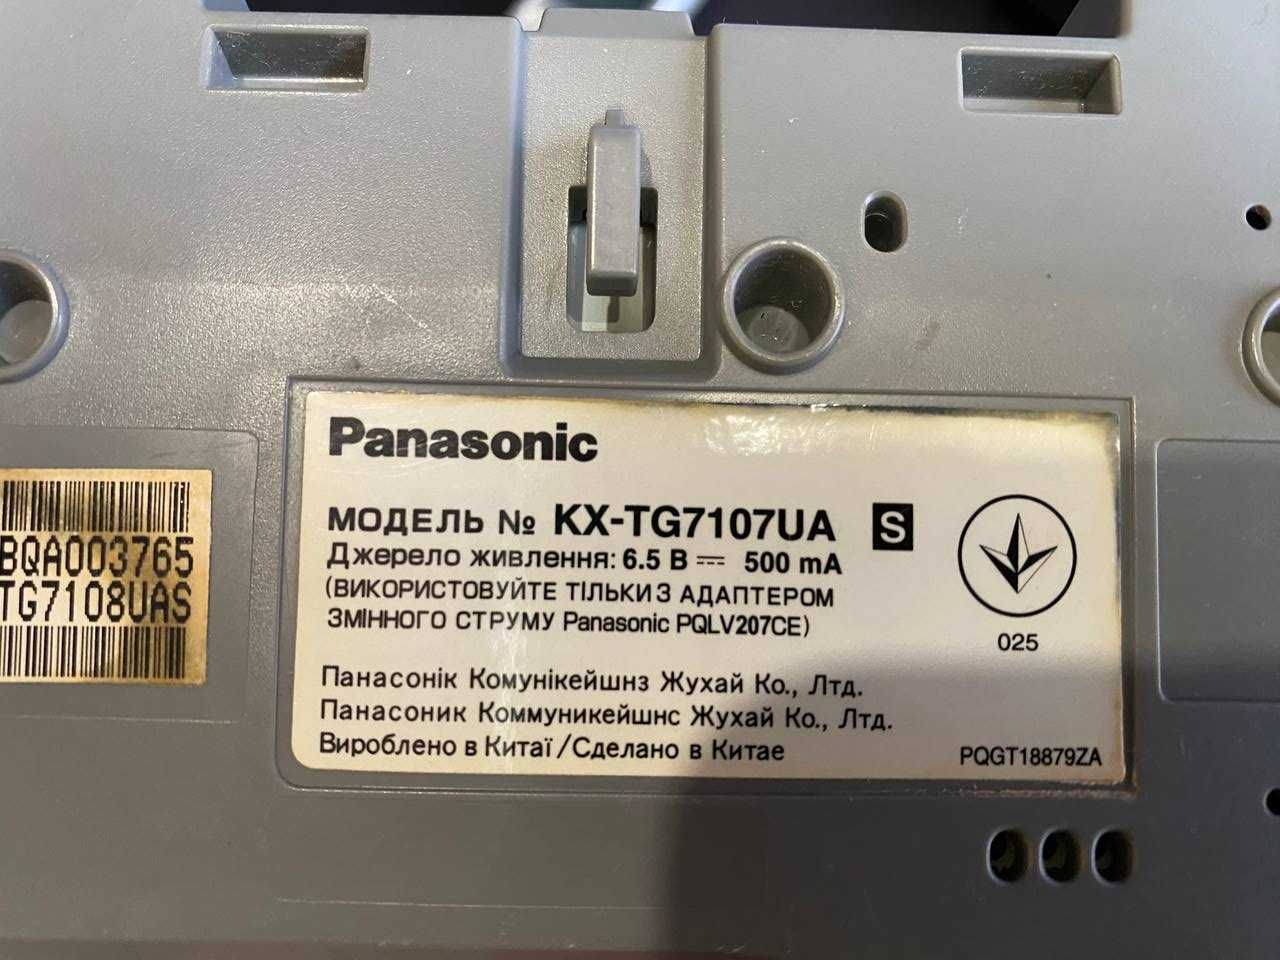 Panasonic
МОДЕЛЬ № KX-TG7107UA S
Джерело живлення: 6.5 В ⎓ 500 mA
(ВИКОРИСТОВУЙТЕ ТІЛЬКИ З АДАПТЕРОМ
ЗМІННОГО СТРУМУ Panasonic PQLV207CE)
025
Панасонік Комунікейшнз Жухай Ко., Лтд.
Панасоник Коммуникейшнс Жухай Ко., Лтд.
Вироблено в Китаї/Сделано в Китае
PQGT18879ZA
BQA003765
TG7108UAS